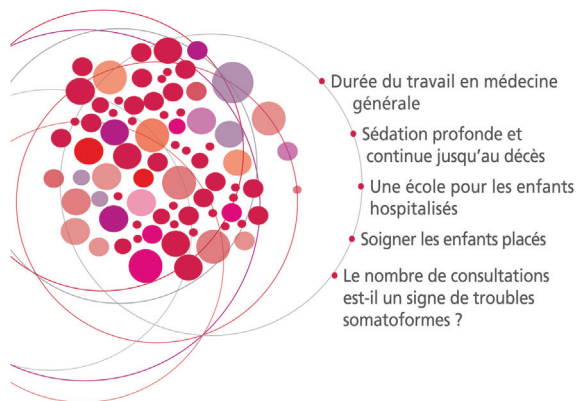 • Durée du travail en médecine
générale
• Sédation profonde et
continue jusqu'au décès
• Une école pour les enfants
hospitalisés
• Soigner les enfants placés
• Le nombre de consultations
est-il un signe de troubles
somatoformes ?